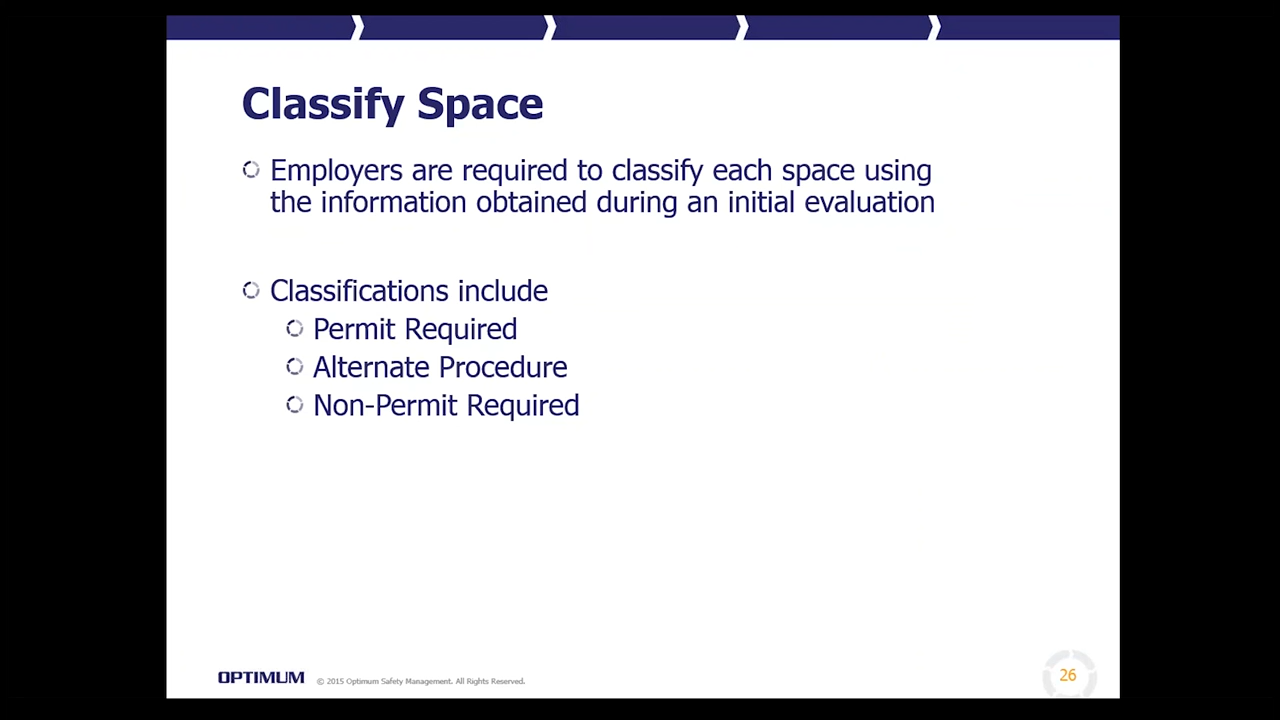 Classify Space
Employers are required to classify each space using
the information obtained during an initial evaluation
Classifications include
Permit Required
Alternate Procedure
Non-Permit Required
OPTIMUM © 2015 Optimum Safety Management. All Rights Reserved.
26